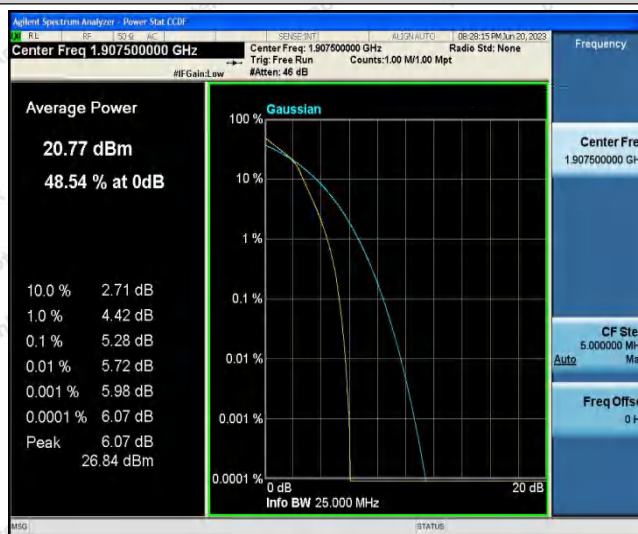 Agilent Spectrum Analyzer - Power Stat CCDF
RL RF 50 Ω AC SENSE:INT ALIGN AUTO 08:28:15 PM Jun 20, 2023
Center Freq 1.907500000 GHz
Center Freq: 1.907500000 GHz Radio Std: None
Trig: Free Run Counts:1.00 M/1.00 Mpt
#IFGain:Low #Atten: 46 dB
Frequency
Average Power
20.77 dBm
48.54 % at 0dB
10.0 % 2.71 dB
1.0 % 4.42 dB
0.1 % 5.28 dB
0.01 % 5.72 dB
0.001 % 5.98 dB
0.0001 % 6.07 dB
Peak 6.07 dB
26.84 dBm
Gaussian
100 %
10 %
1 %
0.1 %
0.01 %
0.001 %
0.0001 %
0 dB 20 dB
Info BW 25.000 MHz
Center Fre
1.907500000 GH
CF Ste
5.000000 MH
Auto Ma
Freq Offse
0 H
MSG STATUS